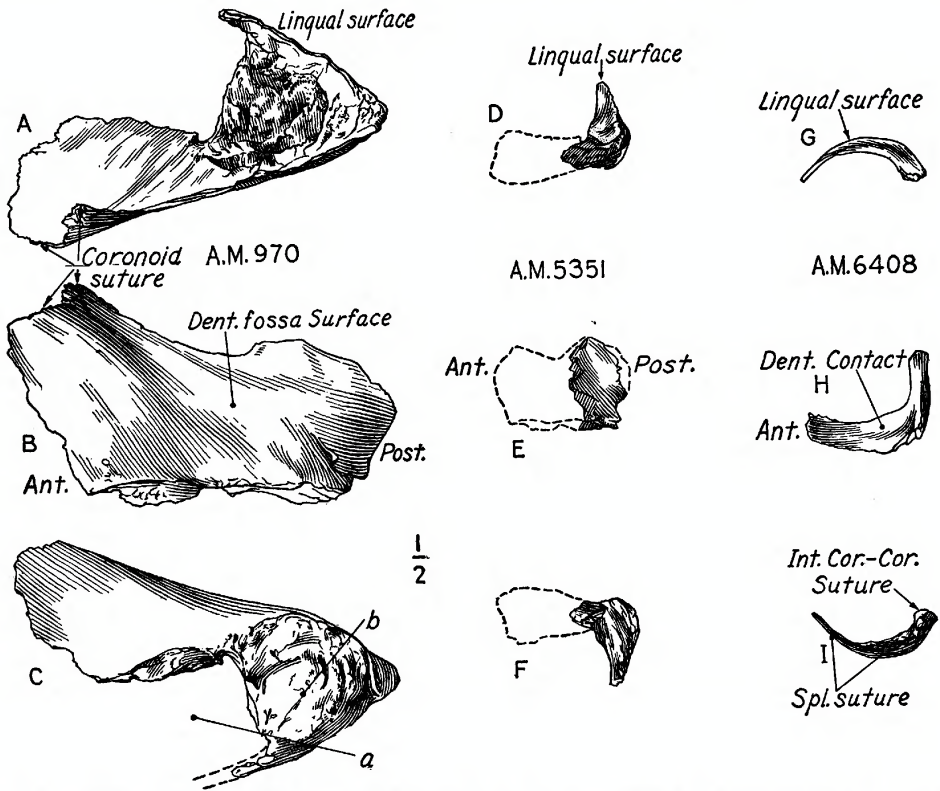 Lingual surface
A
Coronoid
suture
A.M. 970
Dent. fossa Surface
B
Ant.
Post.
C
1
2
b
a
Lingual surface
D
A.M. 5351
Ant.
Post.
E
F
Lingual surface
G
A.M. 6408
Dent. Contact
H
Ant.
Int. Cor.-Cor.
Suture
I
Spl. suture